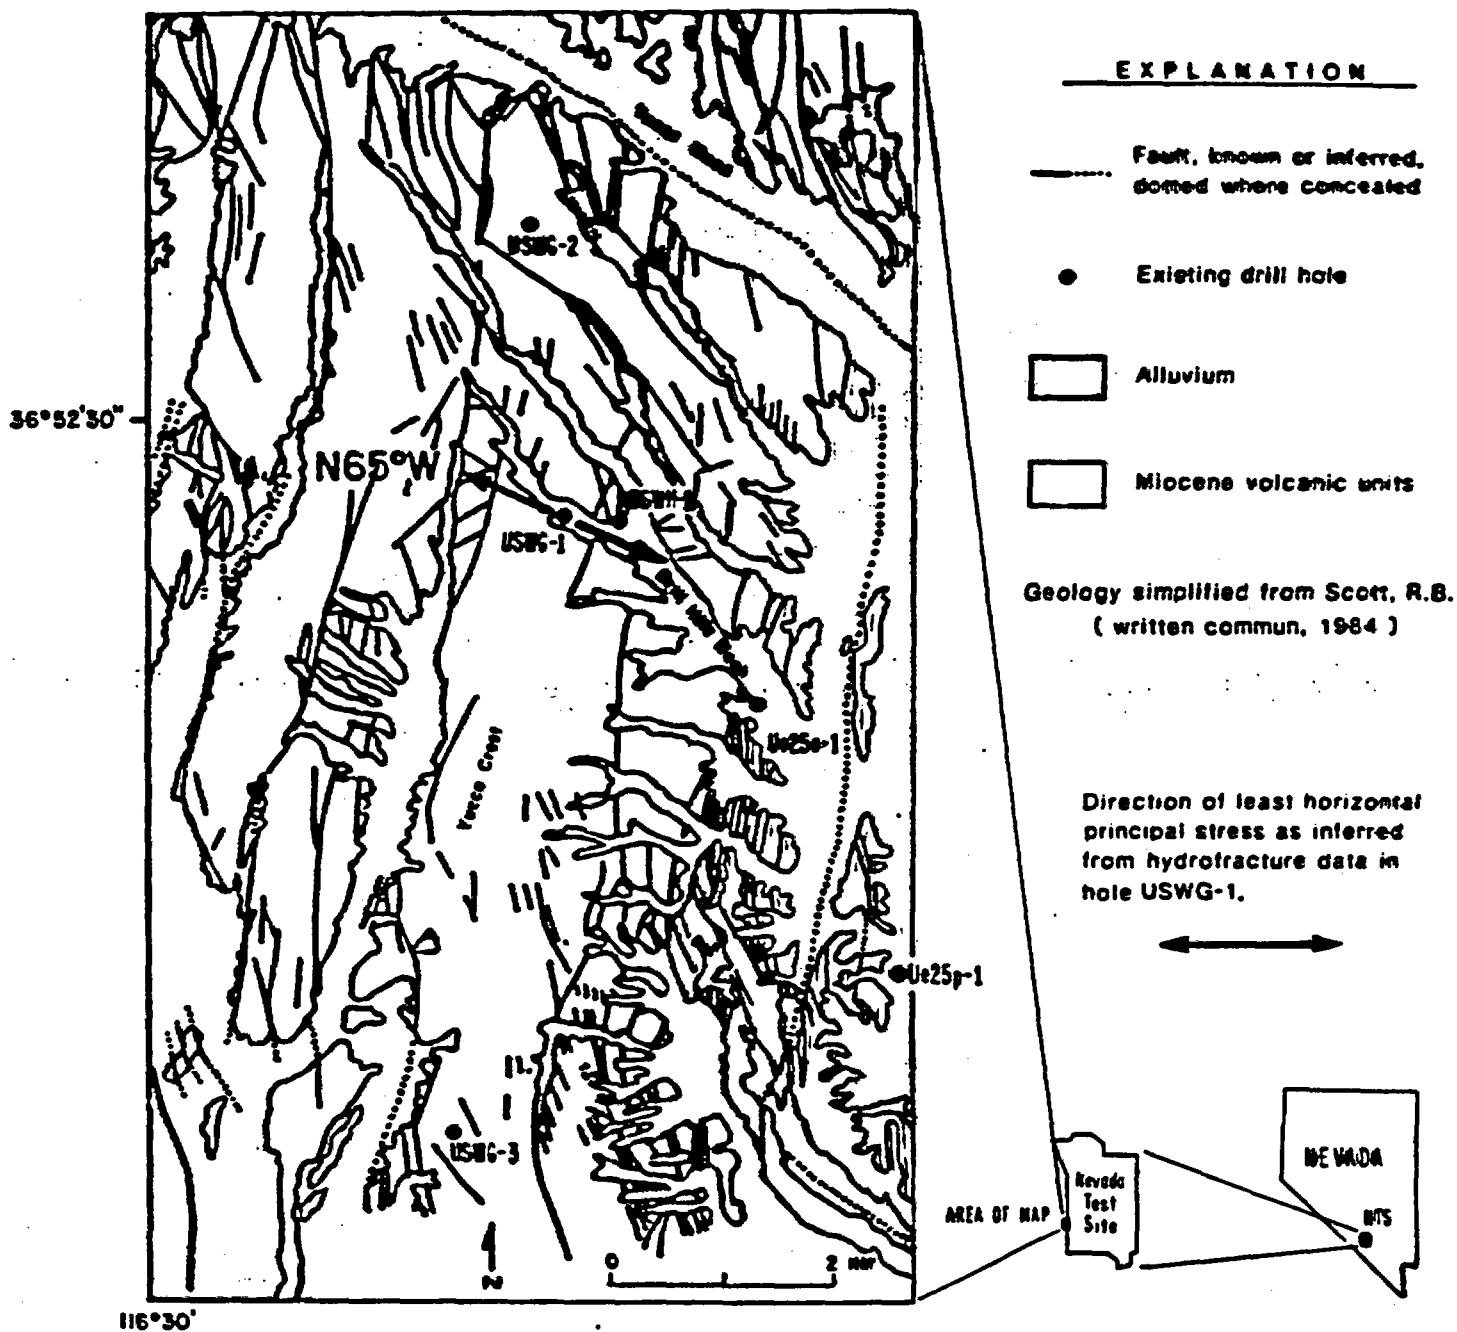 EXPLANATION
Fault, known or inferred,
dotted where concealed
Existing drill hole
Alluvium
Miocene volcanic units
Geology simplified from Scott, R.B.
( written commun, 1984 )
Direction of least horizontal
principal stress as inferred
from hydrofracture data in
hole USWG-1.
36°52'30"
N65°W
USWG-2
USWG-1
Ue25a-1
Yucca Crest
Ue25p-1
USWG-3
N
0
2
116°30'
AREA OF MAP
Nevada
Test
Site
NEVADA
NTS